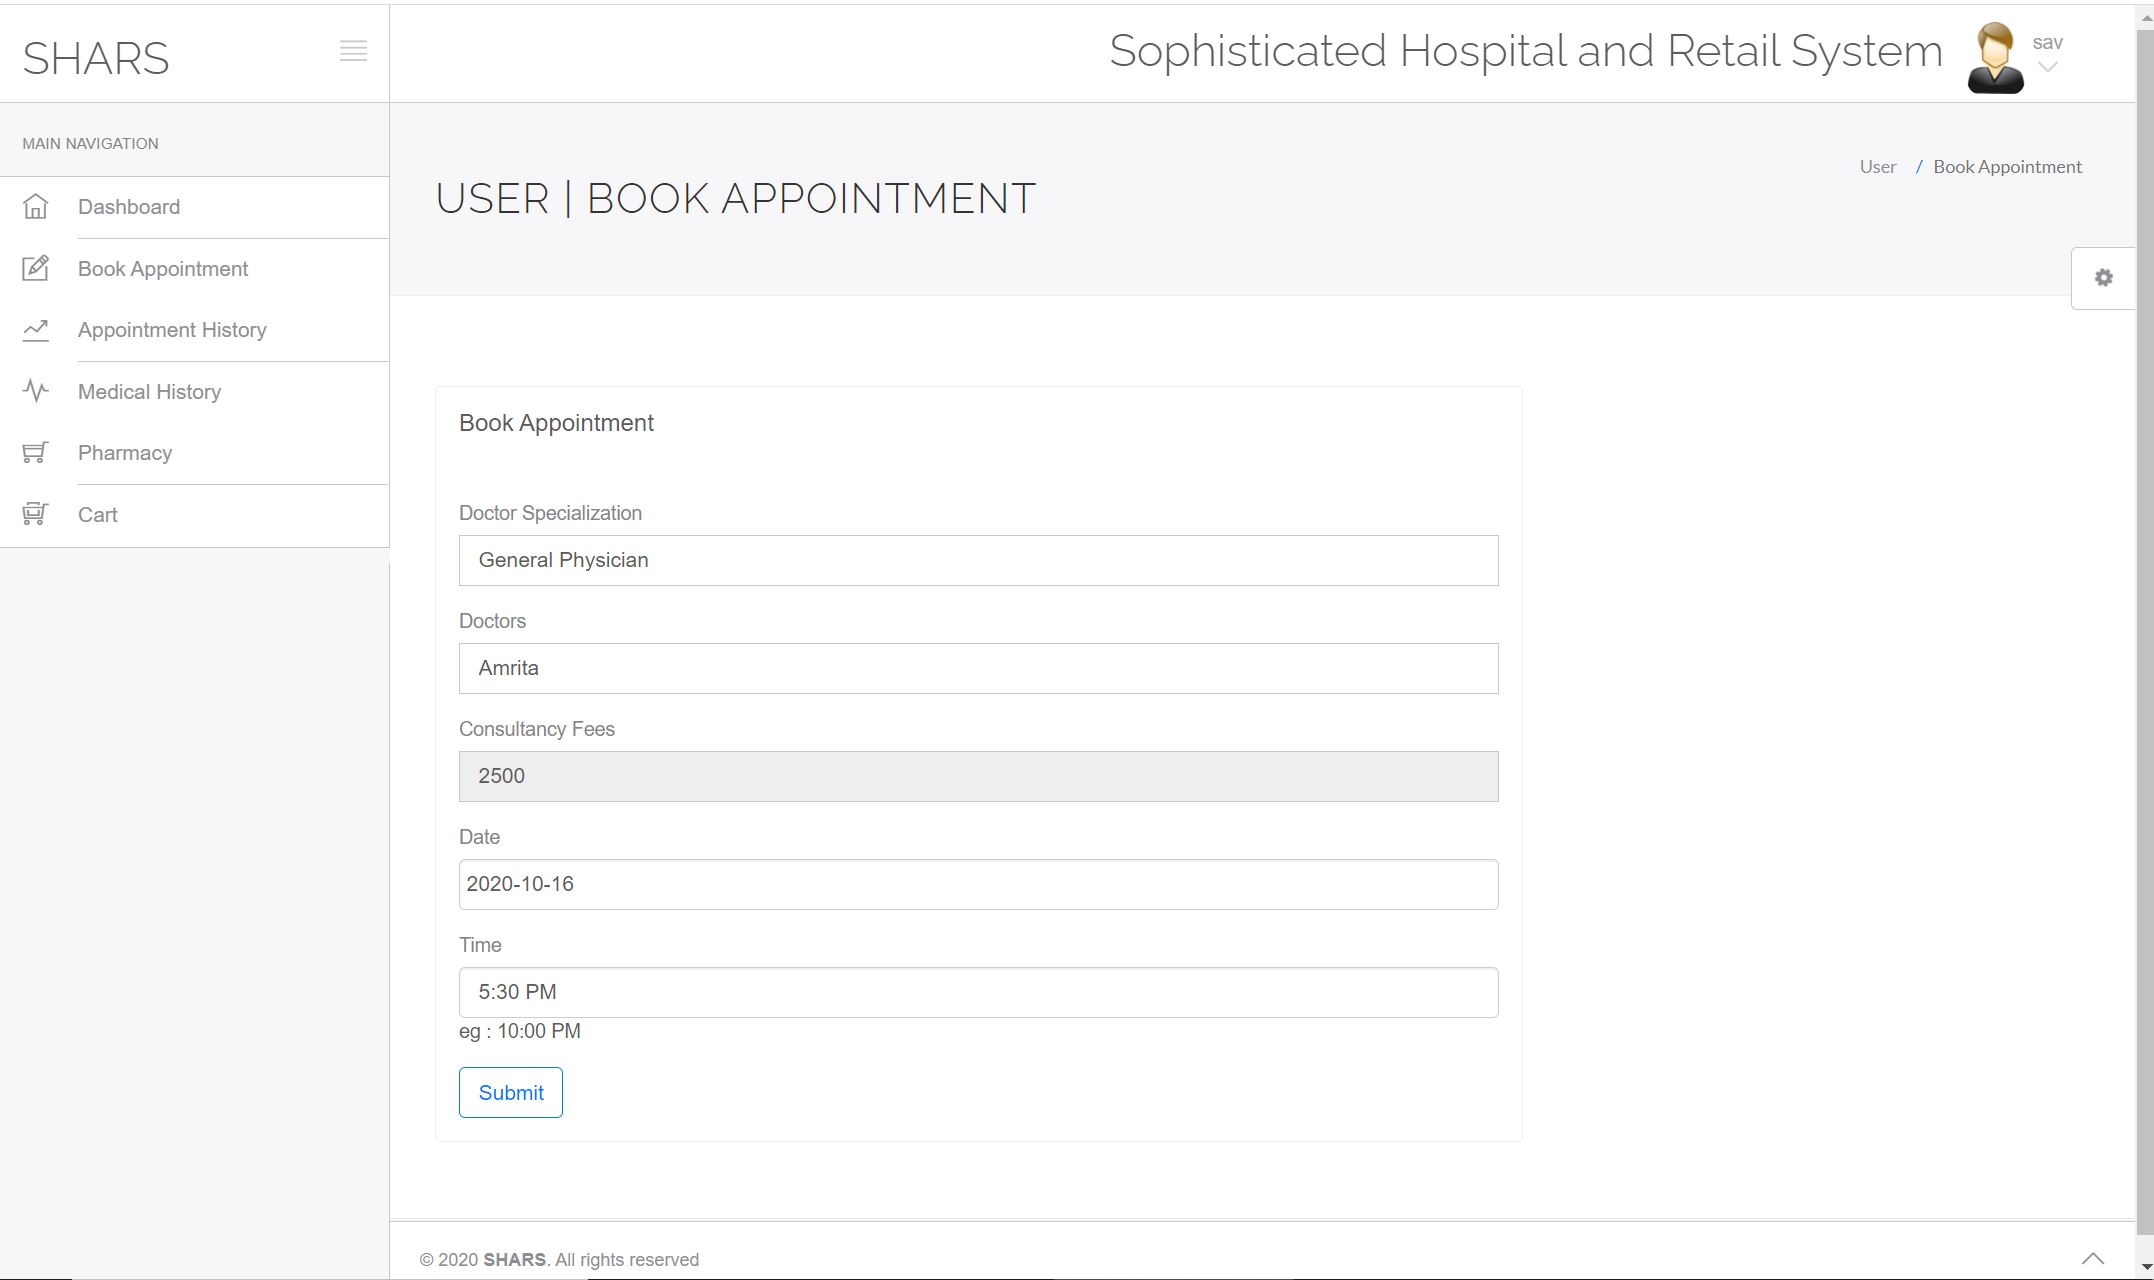 SHARS
Sophisticated Hospital and Retail System
sav
MAIN NAVIGATION
Dashboard
Book Appointment
Appointment History
Medical History
Pharmacy
Cart
USER | BOOK APPOINTMENT
User / Book Appointment
Book Appointment
Doctor Specialization
General Physician
Doctors
Amrita
Consultancy Fees
2500
Date
2020-10-16
Time
5:30 PM
eg : 10:00 PM
Submit
© 2020 SHARS. All rights reserved